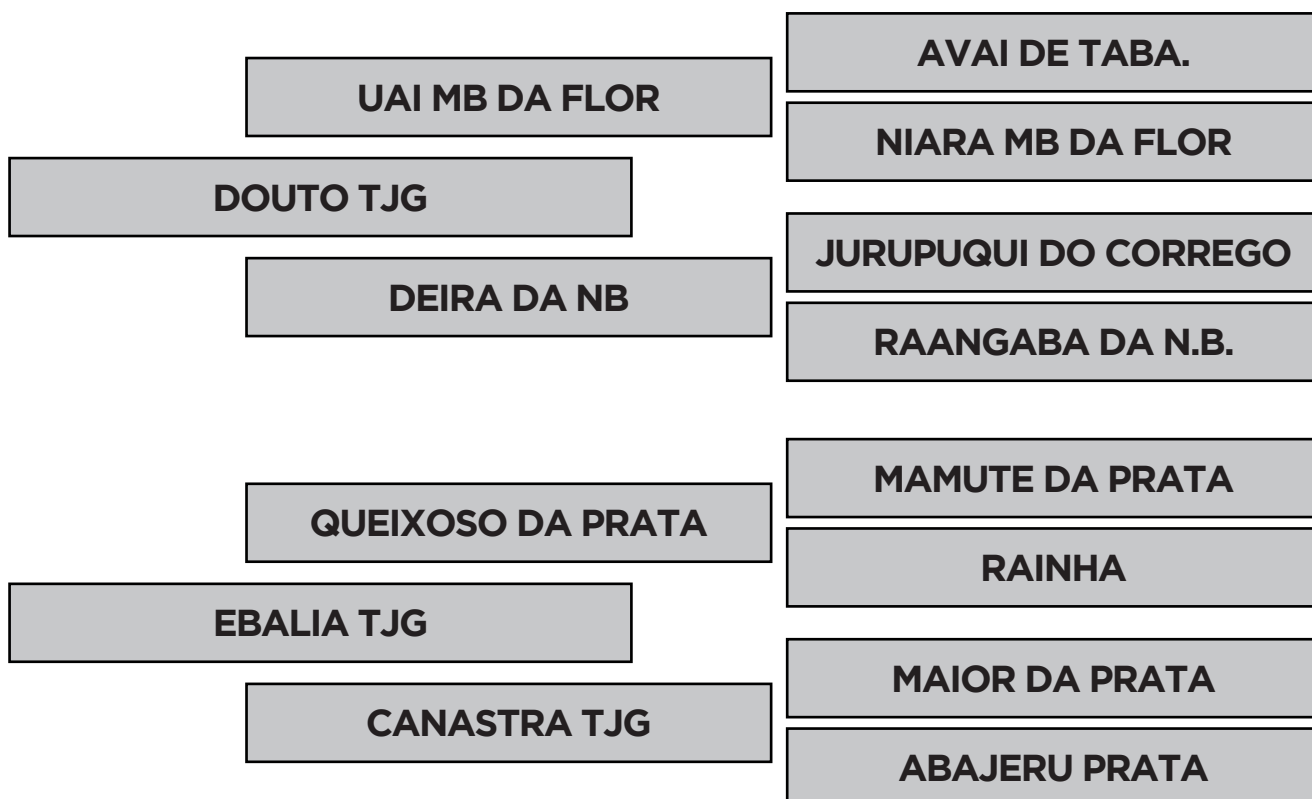 AVAI DE TABA.
UAI MB DA FLOR
NIARA MB DA FLOR
DOUTO TJG
JURUPUQUI DO CORREGO
DEIRA DA NB
RAANGABA DA N.B.
MAMUTE DA PRATA
QUEIXOSO DA PRATA
RAINHA
EBALIA TJG
MAIOR DA PRATA
CANASTRA TJG
ABAJERU PRATA